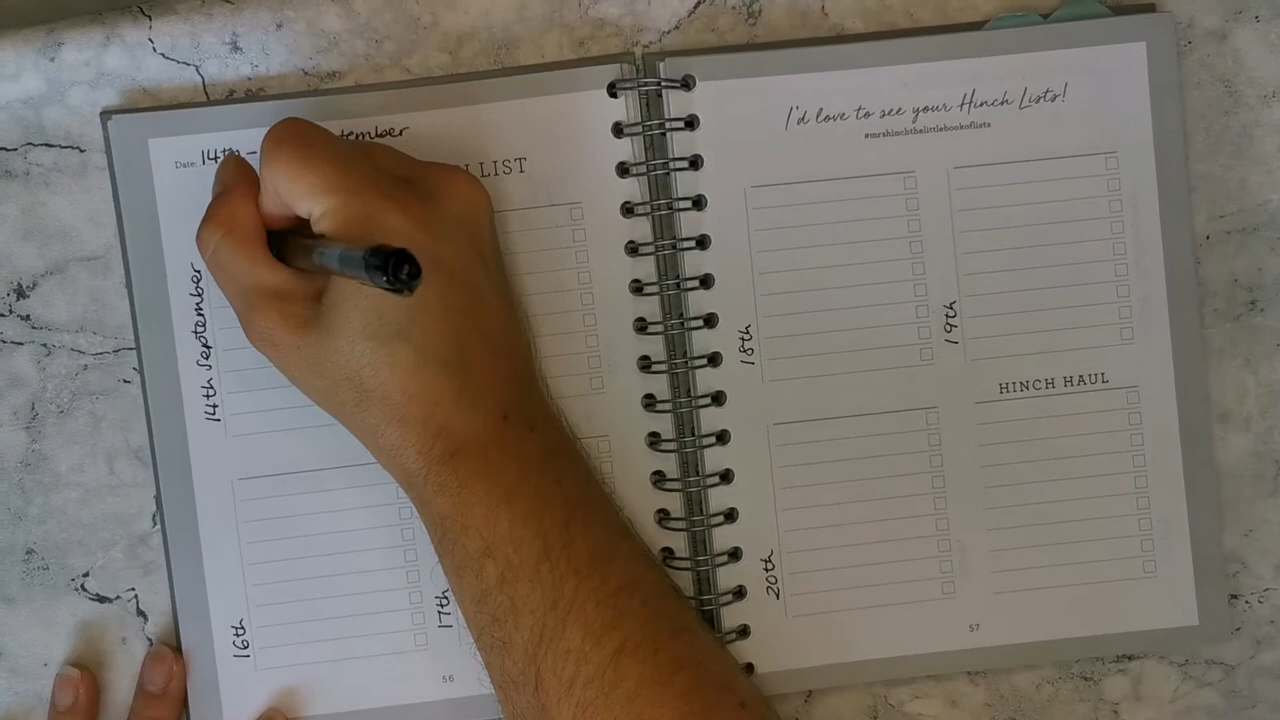 Date: 14th - tember
LIST
14th September
16th
17th
56
I'd love to see your Hinch Lists!
#mrshinchthelittlebookoflists
18th
19th
HINCH HAUL
20th
57